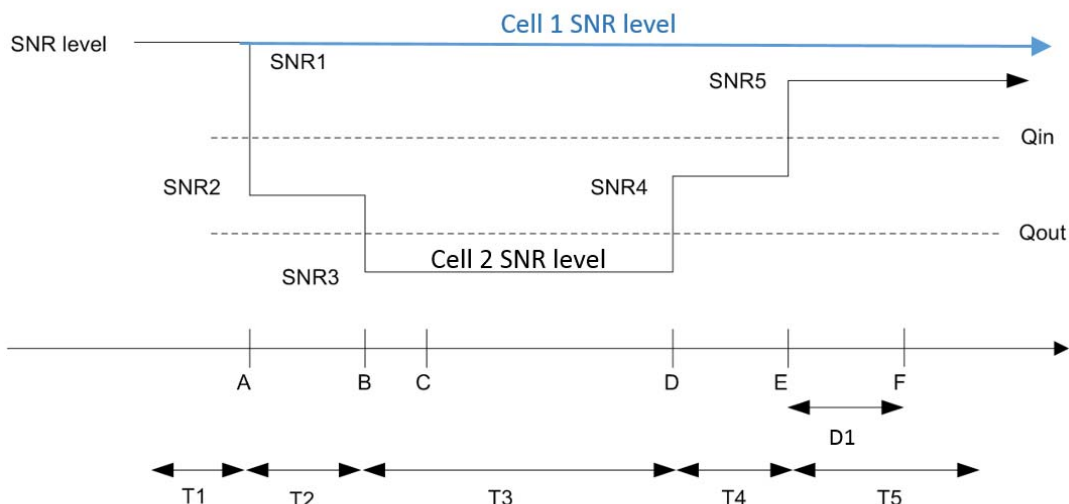 Cell 1 SNR level
SNR level
SNR1
SNR5
Qin
SNR2
SNR4
Qout
Cell 2 SNR level
SNR3
A B C D E F
D1
T1 T2 T3 T4 T5